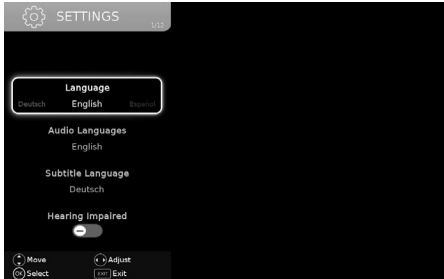 SETTINGS
1/12
Language
Deutsch English Espanol
Audio Languages
English
Subtitle Language
Deutsch
Hearing Impaired
Move Adjust
OK Select EXIT Exit